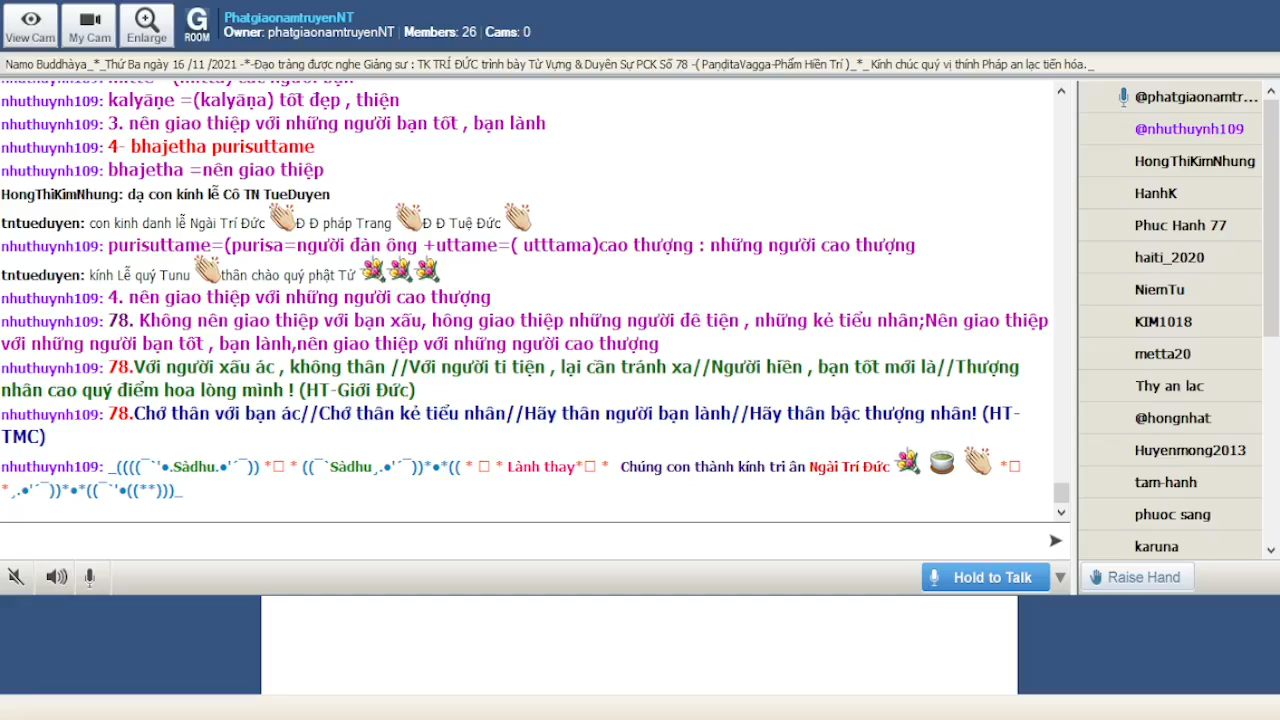 View Cam
My Cam
Enlarge
G
ROOM
PhatgiaonamtruyenNT
Owner: phatgiaonamtruyenNT | Members: 26 | Cams: 0
Namo Buddhàya_*_Thứ Ba ngày 16 /11 /2021 -*-Đạo tràng được nghe Giảng sư : TK TRÍ ĐỨC trình bày Từ Vựng & Duyên Sự PCK Số 78 -( PaṇḍitaVagga-Phẩm Hiền Trí )_*_ Kính chúc quý vị thính Pháp an lạc tiến hóa._
nhuthuynh109: kalyāṇe =(kalyāṇa) tốt đẹp , thiện
nhuthuynh109: 3. nên giao thiệp với những người bạn tốt , bạn lành
nhuthuynh109: 4- bhajetha purisuttame
nhuthuynh109: bhajetha =nên giao thiệp
HongThiKimNhung: dạ con kính lễ Cô TN TueDuyen
tntueduyen: con kinh danh lễ Ngài Trí Đức Đ Đ pháp Trang Đ Đ Tuệ Đức
nhuthuynh109: purisuttame=(purisa=người đàn ông +uttame=( utttama)cao thượng : những người cao thượng
tntueduyen: kính Lễ quý Tunu thân chào quý phật Tử
nhuthuynh109: 4. nên giao thiệp với những người cao thượng
nhuthuynh109: 78. Không nên giao thiệp với bạn xấu, hông giao thiệp những người đê tiện , những kẻ tiểu nhân;Nên giao thiệp
với những người bạn tốt , bạn lành,nên giao thiệp với những người cao thượng
nhuthuynh109: 78.Với người xấu ác , không thân //Với người ti tiện , lại cần tránh xa//Người hiền , bạn tốt mới là//Thượng
nhân cao quý điểm hoa lòng mình ! (HT-Giới Đức)
nhuthuynh109: 78.Chớ thân với bạn ác//Chớ thân kẻ tiểu nhân//Hãy thân người bạn lành//Hãy thân bậc thượng nhân! (HT-
TMC)
nhuthuynh109: _((((¯`'•.Sàdhu.•'´¯)) *□ * ((¯`Sàdhu¸.•'´¯))*•*(( * □ * Lành thay*□ * Chúng con thành kính tri ân Ngài Trí Đức *□
*¸.•'´¯))*•*((¯`'•((**)))_
Hold to Talk
@phatgiaonamtr...
@nhuthuynh109
HongThiKimNhung
HanhK
Phuc Hanh 77
haiti_2020
NiemTu
KIM1018
metta20
Thy an lac
@hongnhat
Huyenmong2013
tam-hanh
phuoc sang
karuna
Raise Hand